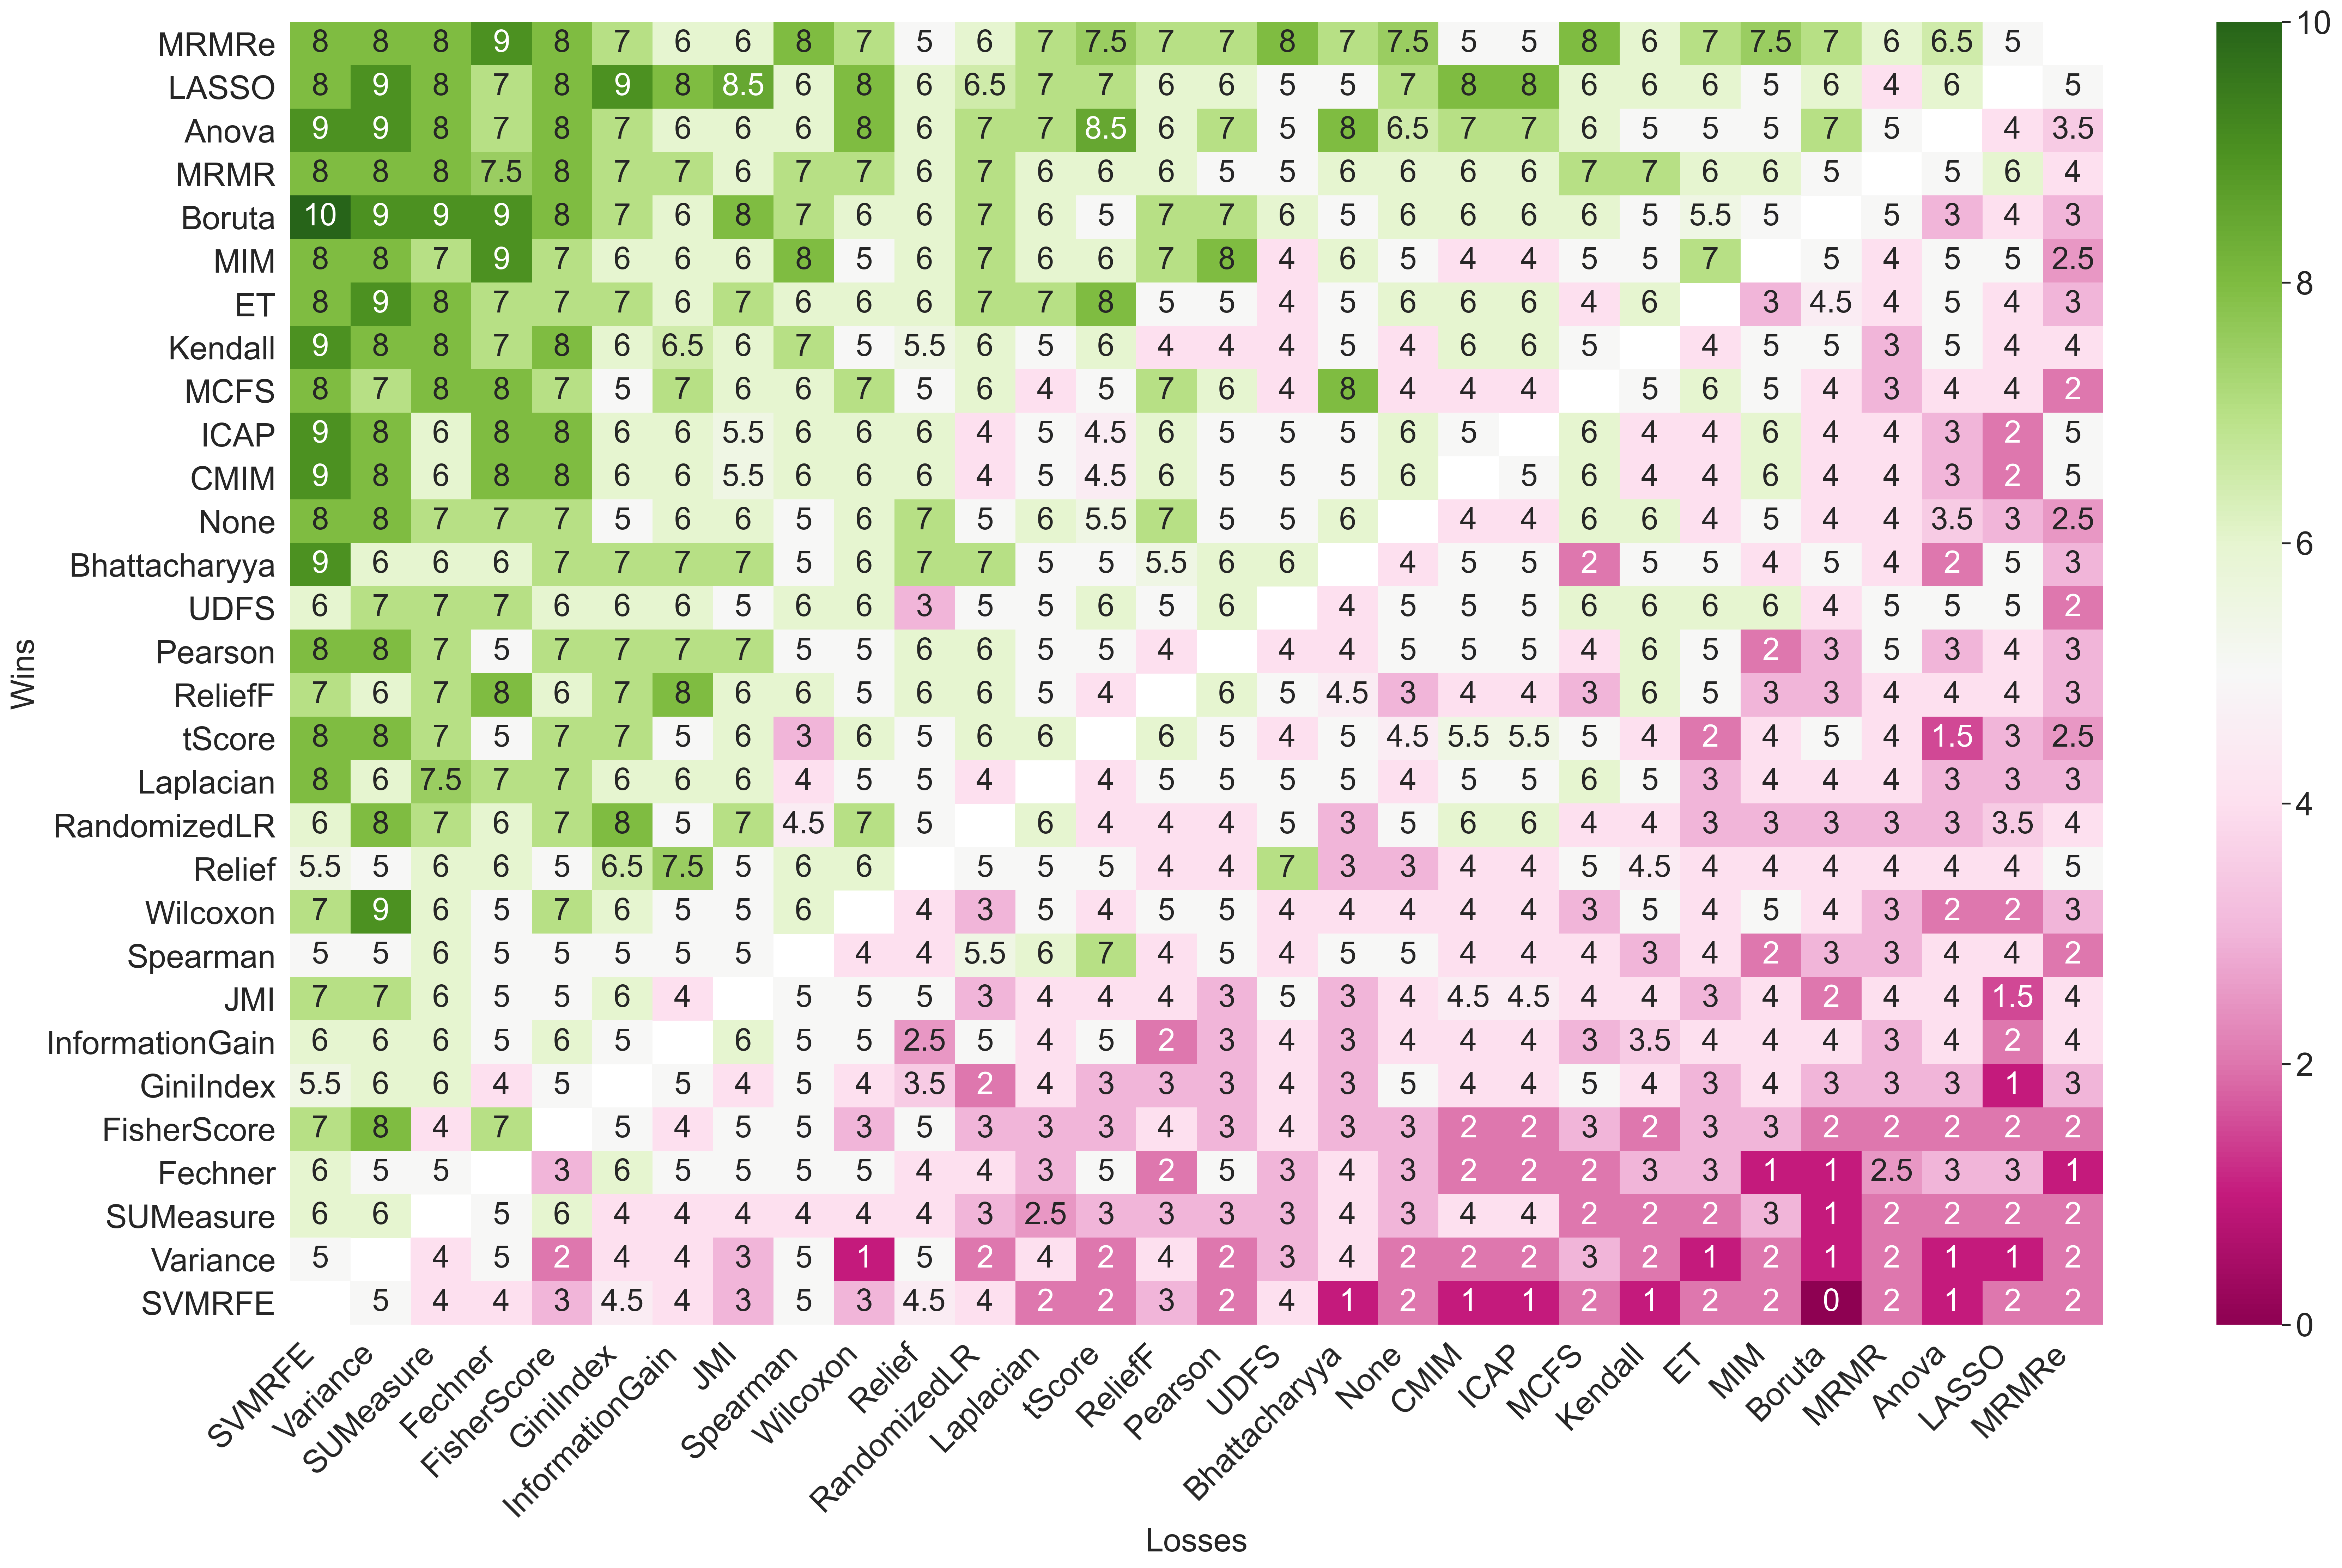 MRMRe 8 8 8 9 8 7 6 6 8 7 5 6 7 7.5 7 7 8 7 7.5 5 5 8 6 7 7.5 7 6 6.5 5
LASSO 8 9 8 7 8 9 8 8.5 6 8 6 6.5 7 7 6 6 5 5 7 8 8 6 6 6 5 6 4 6 5
Anova 9 9 8 7 8 7 6 6 6 8 6 7 7 8.5 6 7 5 8 6.5 7 7 6 5 5 5 7 5 4 3.5
MRMR 8 8 8 7.5 8 7 7 6 7 7 6 7 6 6 6 5 5 6 6 6 6 7 7 6 6 5 5 6 4
Boruta 10 9 9 9 8 7 6 8 7 6 6 7 6 5 7 7 6 5 6 6 6 6 5 5.5 5 5 3 4 3
MIM 8 8 7 9 7 6 6 6 8 5 6 7 6 6 7 8 4 6 5 4 4 5 5 7 5 4 5 5 2.5
ET 8 9 8 7 7 7 6 7 6 6 6 7 7 8 5 5 4 5 6 6 6 4 6 3 4.5 4 5 4 3
Kendall 9 8 8 7 8 6 6.5 6 7 5 5.5 6 5 6 4 4 4 5 4 6 6 5 4 5 5 3 5 4 4
MCFS 8 7 8 8 7 5 7 6 6 7 5 6 4 5 7 6 4 8 4 4 4 5 6 5 4 3 4 4 2
ICAP 9 8 6 8 8 6 6 5.5 6 6 6 4 5 4.5 6 5 5 5 6 5 6 4 4 6 4 4 3 2 5
CMIM 9 8 6 8 8 6 6 5.5 6 6 6 4 5 4.5 6 5 5 5 6 5 6 4 4 6 4 4 3 2 5
None 8 8 7 7 7 5 6 6 5 6 7 5 6 5.5 7 5 5 6 4 4 6 6 4 5 4 4 3.5 3 2.5
Bhattacharyya 9 6 6 6 7 7 7 7 5 6 7 7 5 5 5.5 6 6 4 5 5 2 5 5 4 5 4 2 5 3
UDFS 6 7 7 7 6 6 6 5 6 6 3 5 5 6 5 6 4 5 5 5 6 6 6 6 4 5 5 5 2
Pearson 8 8 7 5 7 7 7 7 5 5 6 6 5 5 4 4 4 5 5 5 4 6 5 2 3 5 3 4 3
ReliefF 7 6 7 8 6 7 8 6 6 5 6 6 5 4 6 5 4.5 3 4 4 3 6 5 3 3 4 4 4 3
tScore 8 8 7 5 7 7 5 6 3 6 5 6 6 6 5 4 5 4.5 5.5 5.5 5 4 2 4 5 4 1.5 3 2.5
Laplacian 8 6 7.5 7 7 6 6 6 4 5 5 4 4 5 5 5 5 4 5 5 6 5 3 4 4 4 3 3 3
RandomizedLR 6 8 7 6 7 8 5 7 4.5 7 5 6 4 4 4 5 3 5 6 6 4 4 3 3 3 3 3 3.5 4
Relief 5.5 5 6 6 5 6.5 7.5 5 6 6 5 5 5 4 4 7 3 3 4 4 5 4.5 4 4 4 4 4 4 5
Wilcoxon 7 9 6 5 7 6 5 5 6 4 3 5 4 5 5 4 4 4 4 4 3 5 4 5 4 3 2 2 3
Spearman 5 5 6 5 5 5 5 5 4 4 5.5 6 7 4 5 4 5 5 4 4 4 3 4 2 3 3 4 4 2
JMI 7 7 6 5 5 6 4 5 5 5 3 4 4 4 3 5 3 4 4.5 4.5 4 4 3 4 2 4 4 1.5 4
InformationGain 6 6 6 5 6 5 6 5 5 2.5 5 4 5 2 3 4 3 4 4 4 3 3.5 4 4 4 3 4 2 4
GiniIndex 5.5 6 6 4 5 5 4 5 4 3.5 2 4 3 3 3 4 3 5 4 4 5 4 3 4 3 3 3 1 3
FisherScore 7 8 4 7 5 4 5 5 3 5 3 3 3 4 3 4 3 3 2 2 3 2 3 3 2 2 2 2 2
Fechner 6 5 5 3 6 5 5 5 5 4 4 3 5 2 5 3 4 3 2 2 2 3 3 1 1 2.5 3 3 1
SUMeasure 6 6 5 6 4 4 4 4 4 4 3 2.5 3 3 3 3 4 3 4 4 2 2 2 3 1 2 2 2 2
Variance 5 4 5 2 4 4 3 5 1 5 2 4 2 4 2 3 4 2 2 2 3 2 1 2 1 2 1 1 2
SVMRFE 5 4 4 3 4.5 4 3 5 3 4.5 4 2 2 3 2 4 1 2 1 1 2 1 2 2 0 2 1 2 2
SVMRFE Variance SUMeasure Fechner FisherScore GiniIndex InformationGain JMI Spearman Wilcoxon Relief RandomizedLR Laplacian tScore ReliefF Pearson UDFS Bhattacharyya None CMIM ICAP MCFS Kendall ET MIM Boruta MRMR Anova LASSO MRMRe
Losses
Wins
10
8
6
4
2
0